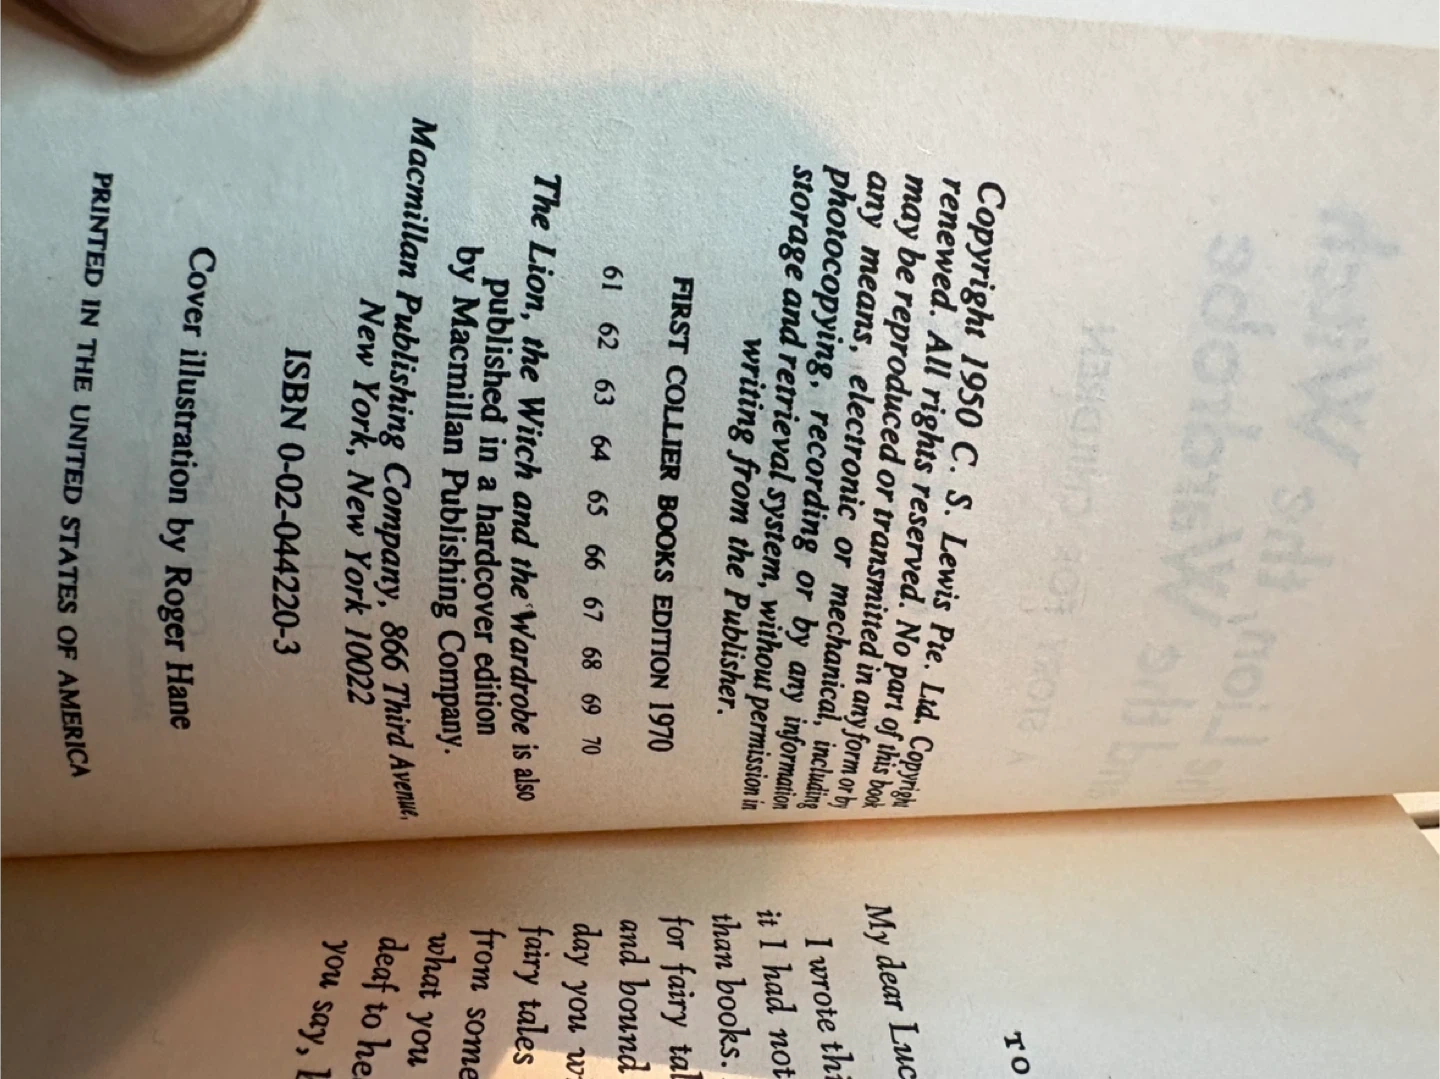 Copyright 1950 C. S. Lewis Pte. Ltd. Copyright
renewed. All rights reserved. No part of this book
may be reproduced or transmitted in any form or by
any means, electronic or mechanical, including
photocopying, recording or by any information
storage and retrieval system, without permission in
writing from the Publisher.
FIRST COLLIER BOOKS EDITION 1970
61 62 63 64 65 66 67 68 69 70
The Lion, the Witch and the Wardrobe is also
published in a hardcover edition
by Macmillan Publishing Company.
Macmillan Publishing Company, 866 Third Avenue,
New York, New York 10022
ISBN 0-02-044220-3
Cover illustration by Roger Hane
PRINTED IN THE UNITED STATES OF AMERICA
TO
My dear Luc
I wrote thi
it I had not
than books.
for fairy tal
and bound
day you w
fairy tales
from some
what you
deaf to he
you say,